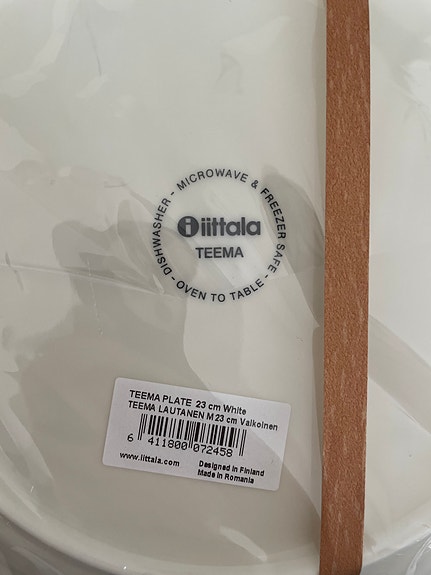 DISHWASHER - MICROWAVE & FREEZER SAFE - OVEN TO TABLE -
iittala
TEEMA
TEEMA PLATE 23 cm White
TEEMA LAUTANEN M 23 cm Valkoinen
6 411800 072458
www.iittala.com
Designed in Finland
Made in Romania